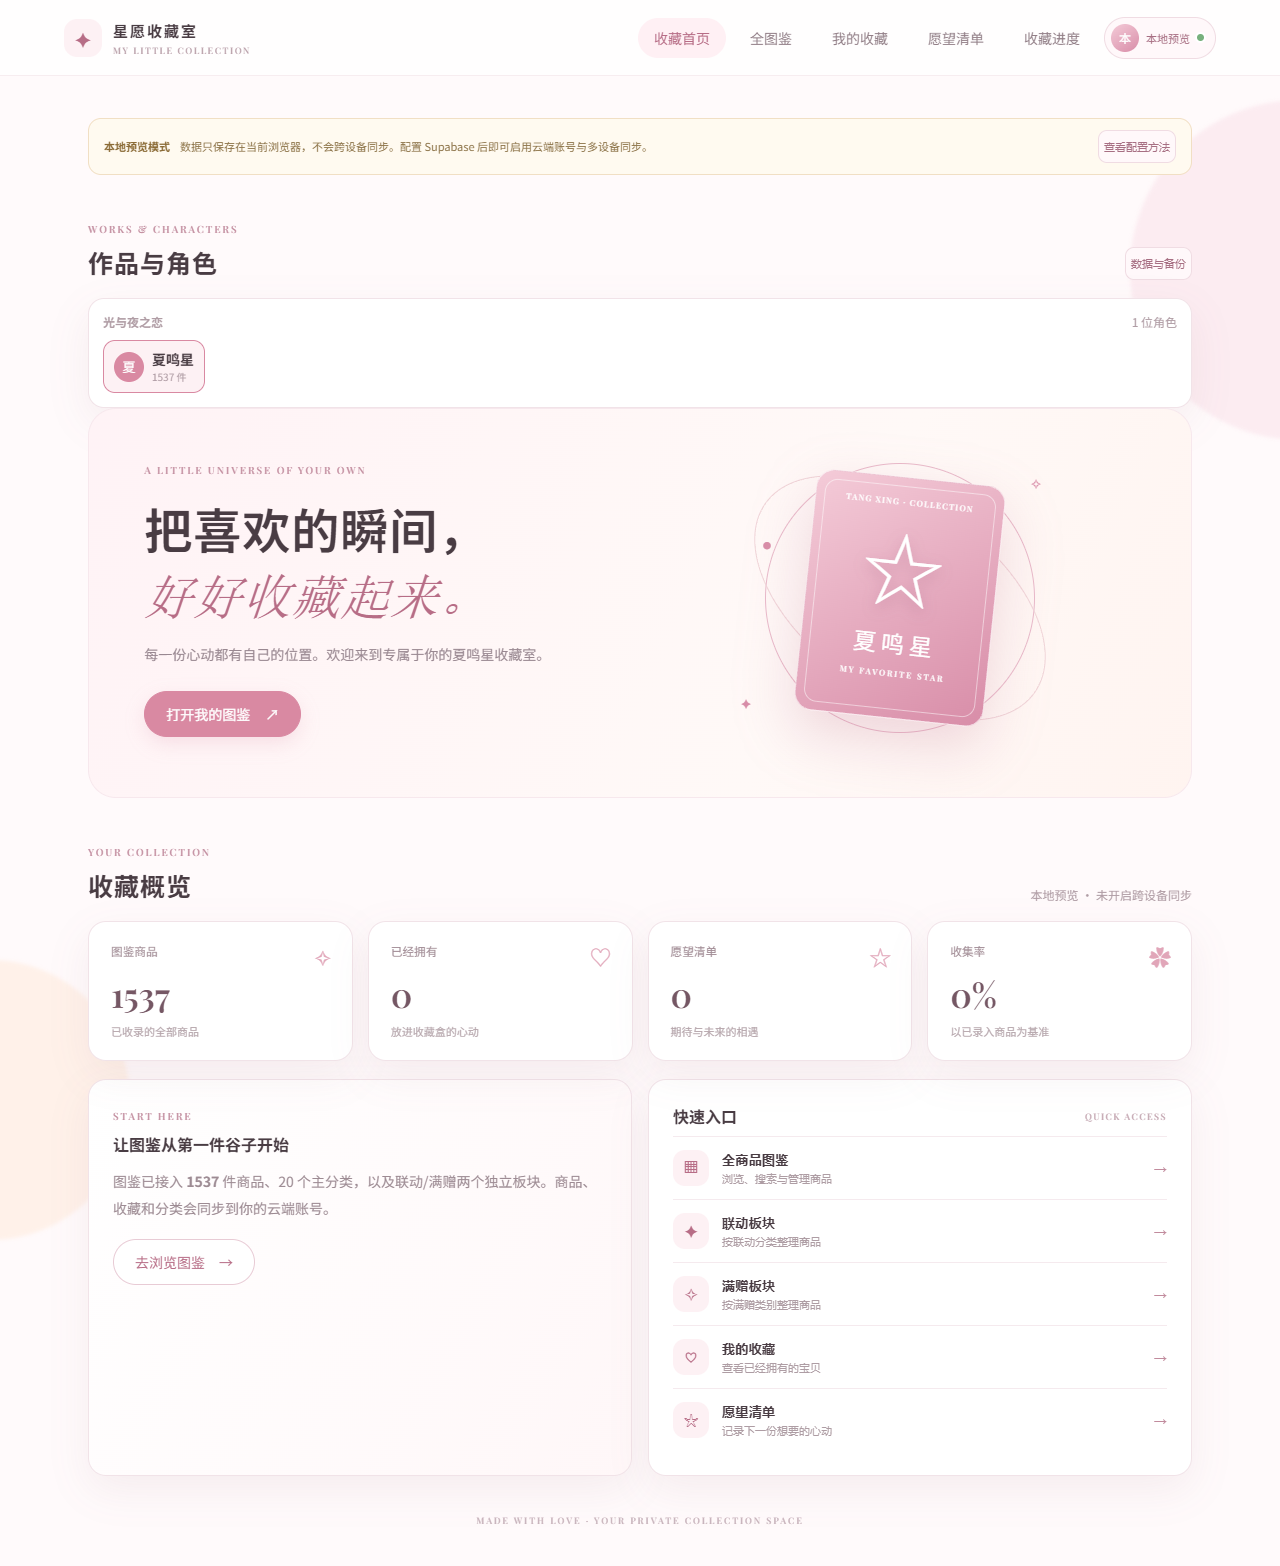 星愿收藏室
MY LITTLE COLLECTION
收藏首页
全图鉴
我的收藏
愿望清单
收藏进度
本 本地预览
本地预览模式 数据只保存在当前浏览器，不会跨设备同步。配置 Supabase 后即可启用云端账号与多设备同步。
查看配置方法
WORKS & CHARACTERS
作品与角色
数据与备份
光与夜之恋
1 位角色
夏 夏鸣星
1537 件
A LITTLE UNIVERSE OF YOUR OWN
把喜欢的瞬间，
好好收藏起来。
每一份心动都有自己的位置。欢迎来到专属于你的夏鸣星收藏室。
打开我的图鉴 ↗
TANG XING · COLLECTION
夏鸣星
MY FAVORITE STAR
YOUR COLLECTION
收藏概览
本地预览 · 未开启跨设备同步
图鉴商品
1537
已收录的全部商品
已经拥有
0
放进收藏盒的心动
愿望清单
0
期待与未来的相遇
收集率
0%
以已录入商品为基准
START HERE
让图鉴从第一件谷子开始
图鉴已接入 1537 件商品、20 个主分类，以及联动/满赠两个独立板块。商品、
收藏和分类会同步到你的云端账号。
去浏览图鉴 →
快速入口
QUICK ACCESS
全商品图鉴
浏览、搜索与管理商品
→
联动板块
按联动分类整理商品
→
满赠板块
按满赠类别整理商品
→
我的收藏
查看已经拥有的宝贝
→
愿望清单
记录下一份想要的心动
→
MADE WITH LOVE · YOUR PRIVATE COLLECTION SPACE